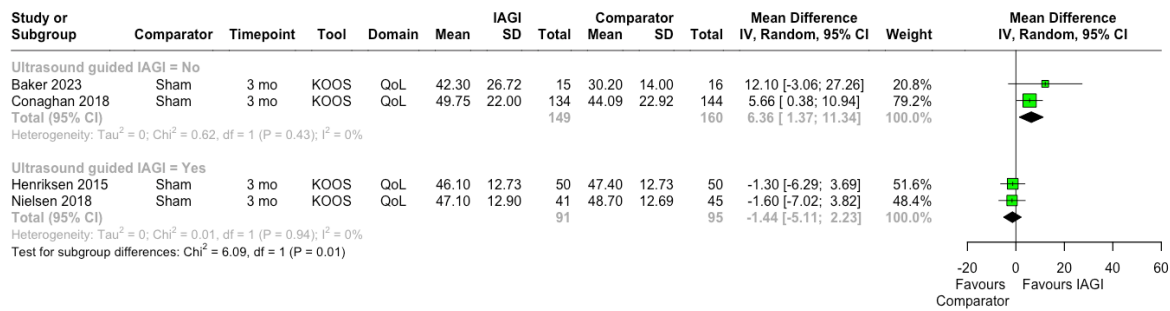 Study or IAGI Comparator Mean Difference Mean Difference
Subgroup Comparator Timepoint Tool Domain Mean SD Total Mean SD Total IV, Random, 95% CI Weight IV, Random, 95% CI
Ultrasound guided IAGI = No
Baker 2023 Sham 3 mo KOOS QoL 42.30 26.72 15 30.20 14.00 16 12.10 [-3.06; 27.26] 20.8%
Conaghan 2018 Sham 3 mo KOOS QoL 49.75 22.00 134 44.09 22.92 144 5.66 [ 0.38; 10.94] 79.2%
Total (95% CI) 149 160 6.36 [ 1.37; 11.34] 100.0%
Heterogeneity: Tau² = 0; Chi² = 0.62, df = 1 (P = 0.43); I² = 0%
Ultrasound guided IAGI = Yes
Henriksen 2015 Sham 3 mo KOOS QoL 46.10 12.73 50 47.40 12.73 50 -1.30 [-6.29; 3.69] 51.6%
Nielsen 2018 Sham 3 mo KOOS QoL 47.10 12.90 41 48.70 12.69 45 -1.60 [-7.02; 3.82] 48.4%
Total (95% CI) 91 95 -1.44 [-5.11; 2.23] 100.0%
Heterogeneity: Tau² = 0; Chi² = 0.01, df = 1 (P = 0.94); I² = 0%
Test for subgroup differences: Chi² = 6.09, df = 1 (P = 0.01)
-20 0 20 40 60
Favours Favours IAGI
Comparator